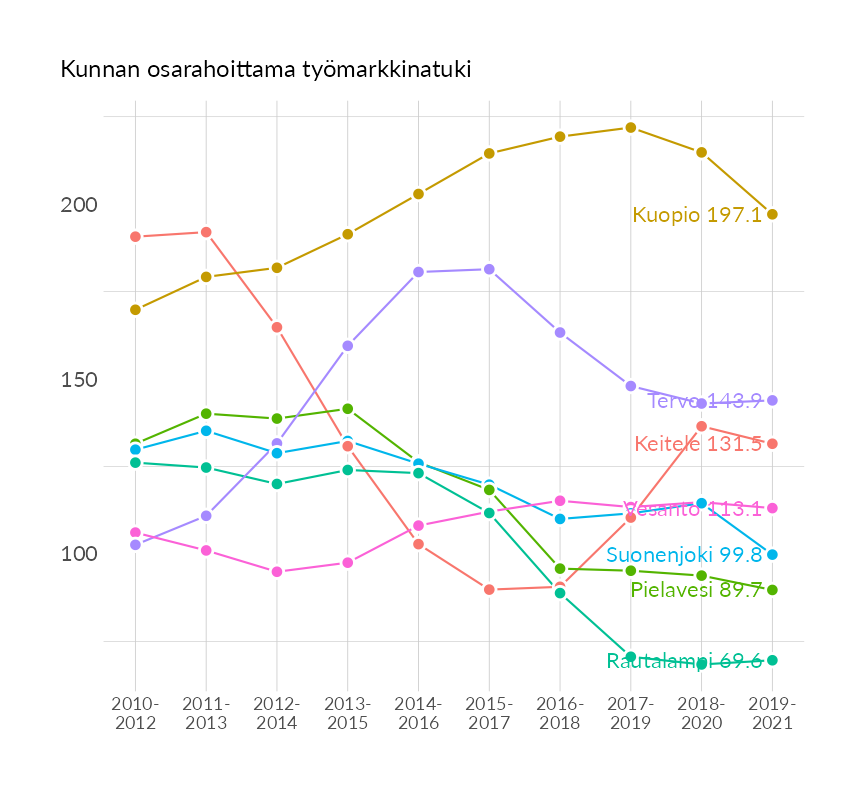 Kunnan osarahoittama työmarkkinatuki
200
150
100
Kuopio 197.1
Tervo 143.9
Keitele 131.5
Vesanto 113.1
Suonenjoki 99.8
Pielavesi 89.7
Rautalampi 69.6
2010-
2012
2011-
2013
2012-
2014
2013-
2015
2014-
2016
2015-
2017
2016-
2018
2017-
2019
2018-
2020
2019-
2021